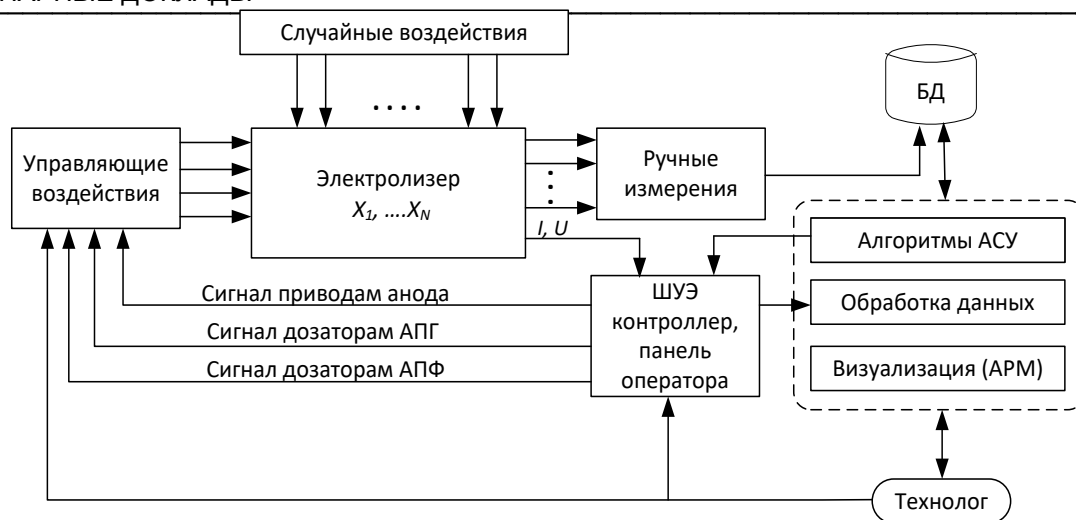 Случайные воздействия
БД
. . . .
Управляющие
воздействия
Электролизер
X1, ....XN
Ручные
измерения
I, U
Алгоритмы АСУ
ШУЭ
контроллер,
панель
оператора
Обработка данных
Визуализация (АРМ)
Сигнал приводам анода
Сигнал дозаторам АПГ
Сигнал дозаторам АПФ
Технолог